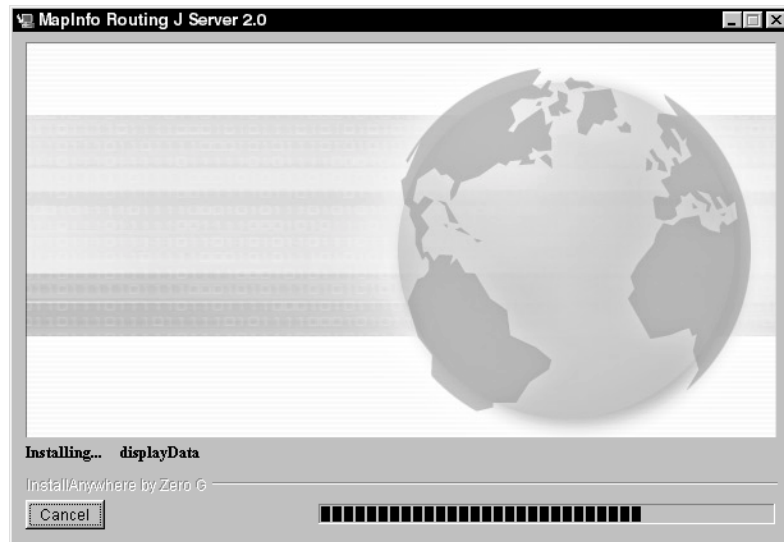 MapInfo Routing J Server 2.0
Installing... displayData
InstallAnywhere by Zero G
Cancel